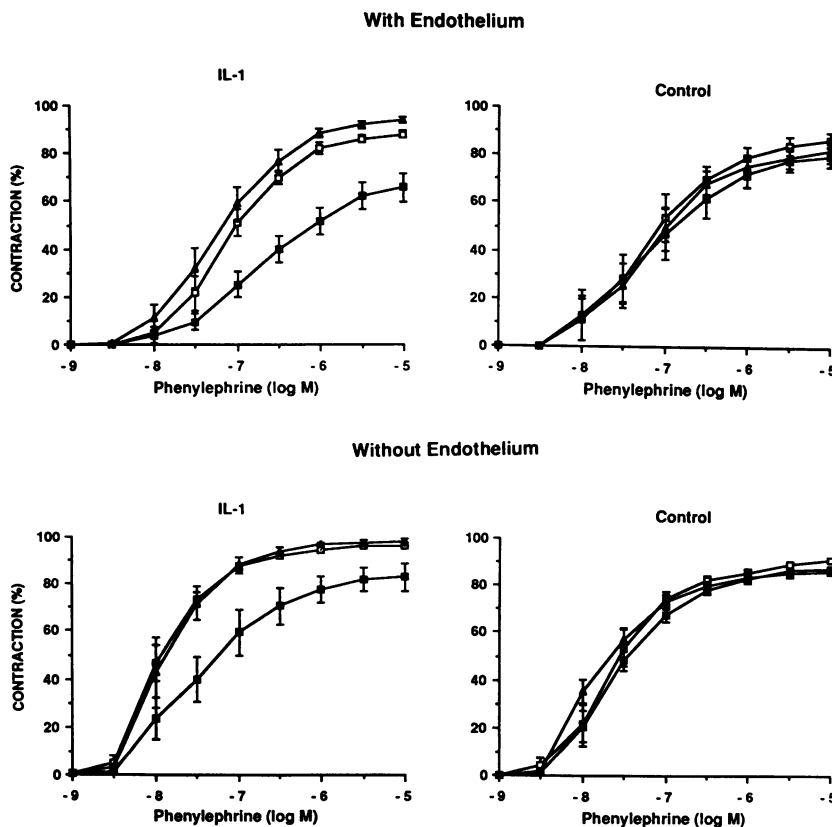 With Endothelium
IL-1
Control
CONTRACTION (%)
100
80
60
40
20
0
-9 -8 -7 -6 -5
Phenylephrine (log M)
100
80
60
40
20
0
-9 -8 -7 -6 -5
Phenylephrine (log M)
Without Endothelium
IL-1
Control
CONTRACTION (%)
100
80
60
40
20
0
-9 -8 -7 -6 -5
Phenylephrine (log M)
100
80
60
40
20
0
-9 -8 -7 -6 -5
Phenylephrine (log M)